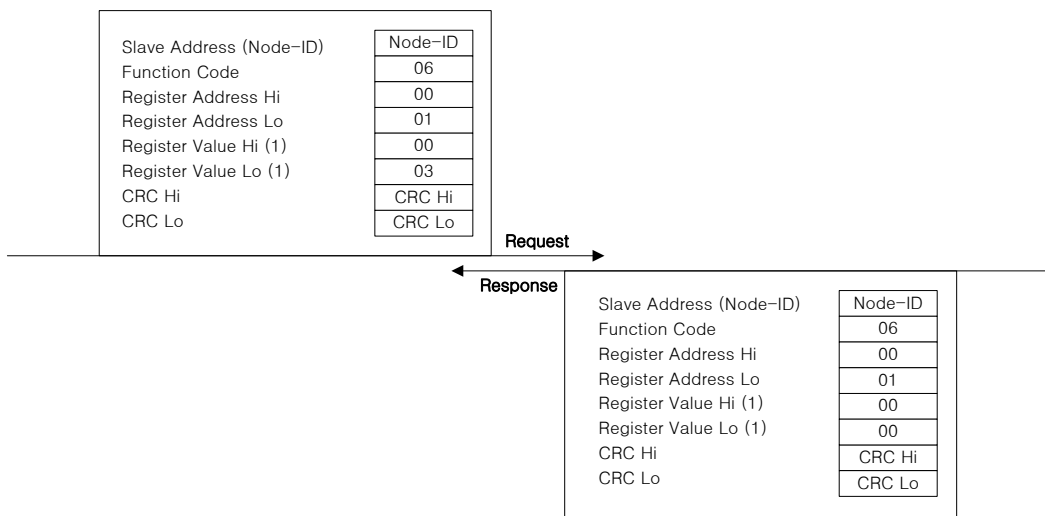 Slave Address (Node-ID) Node-ID
Function Code 06
Register Address Hi 00
Register Address Lo 01
Register Value Hi (1) 00
Register Value Lo (1) 03
CRC Hi CRC Hi
CRC Lo CRC Lo
Request
Response
Slave Address (Node-ID) Node-ID
Function Code 06
Register Address Hi 00
Register Address Lo 01
Register Value Hi (1) 00
Register Value Lo (1) 00
CRC Hi CRC Hi
CRC Lo CRC Lo